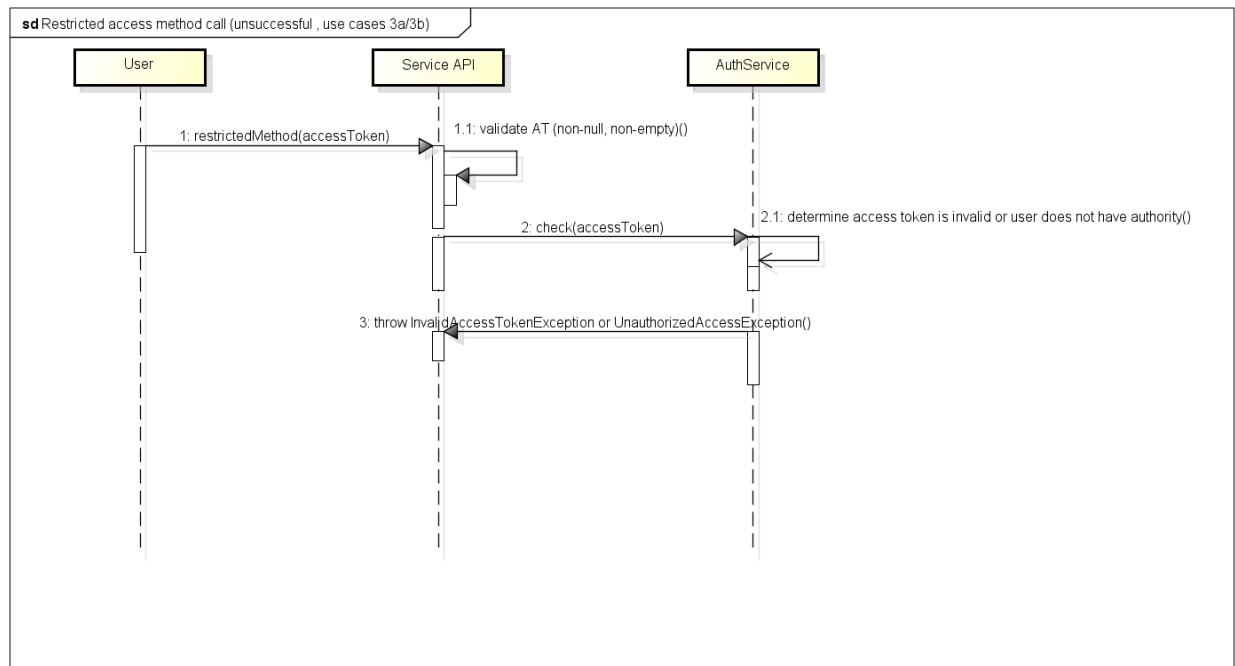 sd Restricted access method call (unsuccessful , use cases 3a/3b)
User
Service API
AuthService
1: restrictedMethod(accessToken)
1.1: validate AT (non-null, non-empty)()
2: check(accessToken)
2.1: determine access token is invalid or user does not have authority()
3: throw InvalidAccessTokenException or UnauthorizedAccessException()